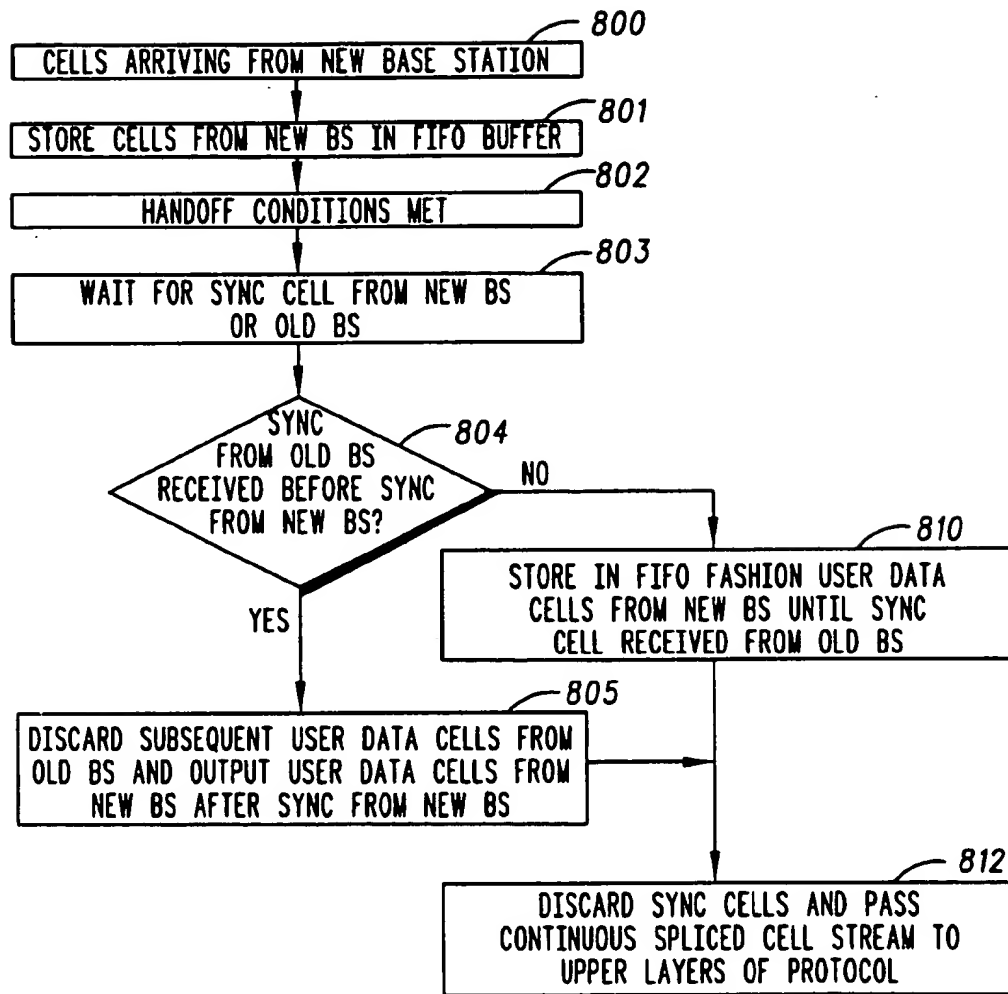 800
CELLS ARRIVING FROM NEW BASE STATION
801
STORE CELLS FROM NEW BS IN FIFO BUFFER
802
HANDOFF CONDITIONS MET
803
WAIT FOR SYNC CELL FROM NEW BS
OR OLD BS
804
SYNC
FROM OLD BS
RECEIVED BEFORE SYNC
FROM NEW BS?
NO
YES
810
STORE IN FIFO FASHION USER DATA
CELLS FROM NEW BS UNTIL SYNC
CELL RECEIVED FROM OLD BS
805
DISCARD SUBSEQUENT USER DATA CELLS FROM
OLD BS AND OUTPUT USER DATA CELLS FROM
NEW BS AFTER SYNC FROM NEW BS
812
DISCARD SYNC CELLS AND PASS
CONTINUOUS SPLICED CELL STREAM TO
UPPER LAYERS OF PROTOCOL